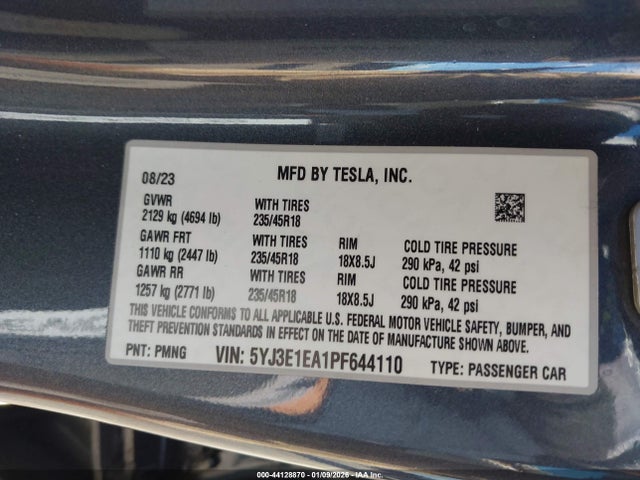 08/23 MFD BY TESLA, INC.
GVWR WITH TIRES
2129 kg (4694 lb) 235/45R18
GAWR FRT WITH TIRES RIM COLD TIRE PRESSURE
1110 kg (2447 lb) 235/45R18 18X8.5J 290 kPa, 42 psi
GAWR RR WITH TIRES RIM COLD TIRE PRESSURE
1257 kg (2771 lb) 235/45R18 18X8.5J 290 kPa, 42 psi
THIS VEHICLE CONFORMS TO ALL APPLICABLE U.S. FEDERAL MOTOR VEHICLE SAFETY, BUMPER, AND
THEFT PREVENTION STANDARDS IN EFFECT ON THE DATE OF MANUFACTURE SHOWN ABOVE.
PNT: PMNG VIN: 5YJ3E1EA1PF644110 TYPE: PASSENGER CAR
000-44128870 | 01/09/2026 - IAA Inc.